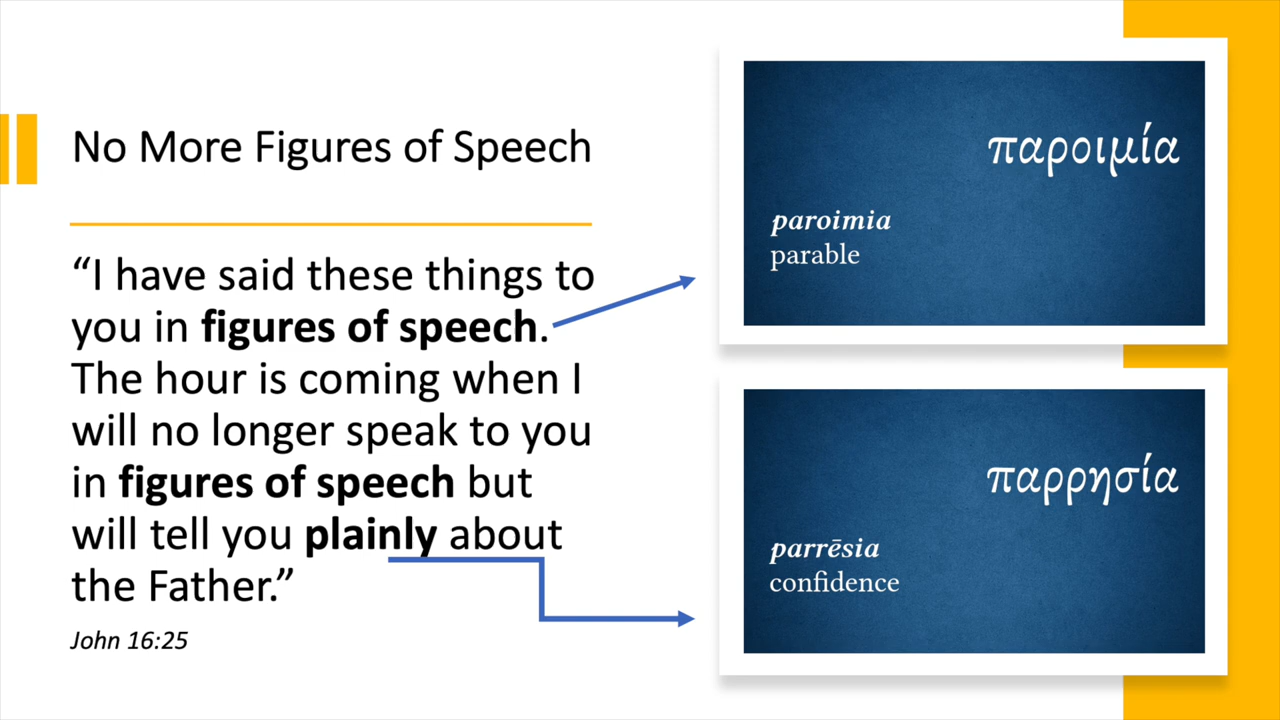 No More Figures of Speech
“I have said these things to
you in figures of speech.
The hour is coming when I
will no longer speak to you
in figures of speech but
will tell you plainly about
the Father.”
John 16:25
παροιμία
paroimia
parable
παρρησία
parrēsia
confidence